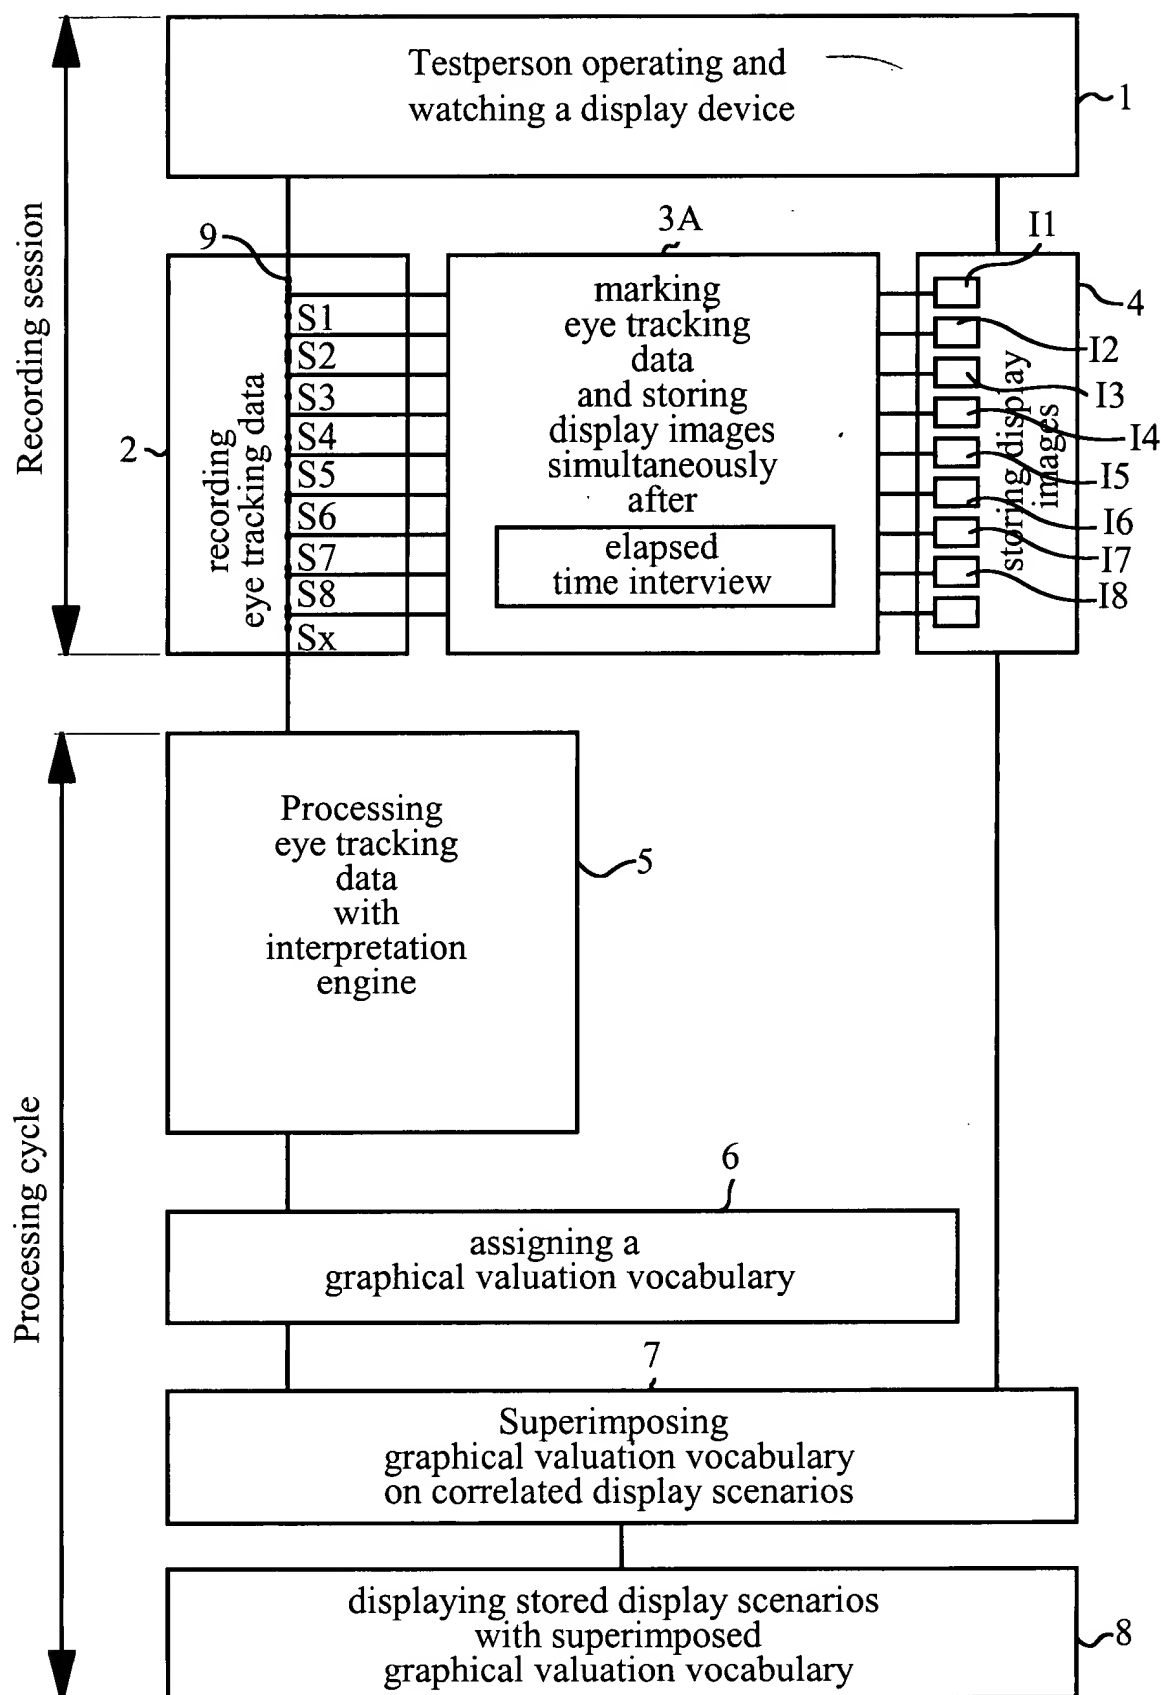 Testperson operating and
watching a display device
1
Recording session
9
3A
I1
2
recording
eye tracking data
S1
S2
S3
S4
S5
S6
S7
S8
Sx
marking
eye tracking
data
and storing
display images
simultaneously
after
elapsed
time interview
storing display
images
4
I2
I3
I4
I5
I6
I7
I8
Processing cycle
Processing
eye tracking
data
with
interpretation
engine
5
6
assigning a
graphical valuation vocabulary
7
Superimposing
graphical valuation vocabulary
on correlated display scenarios
displaying stored display scenarios
with superimposed
graphical valuation vocabulary
8